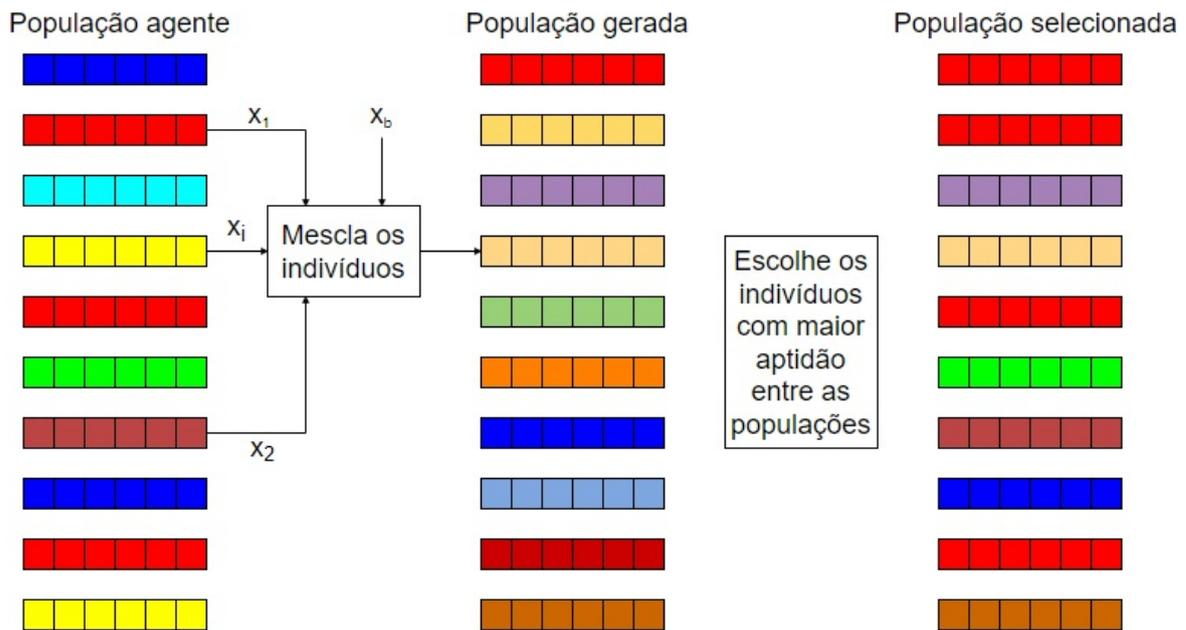 População agente
População gerada
População selecionada
x1
xb
xi
Mescla os
indivíduos
x2
Escolhe os
indivíduos
com maior
aptidão
entre as
populações